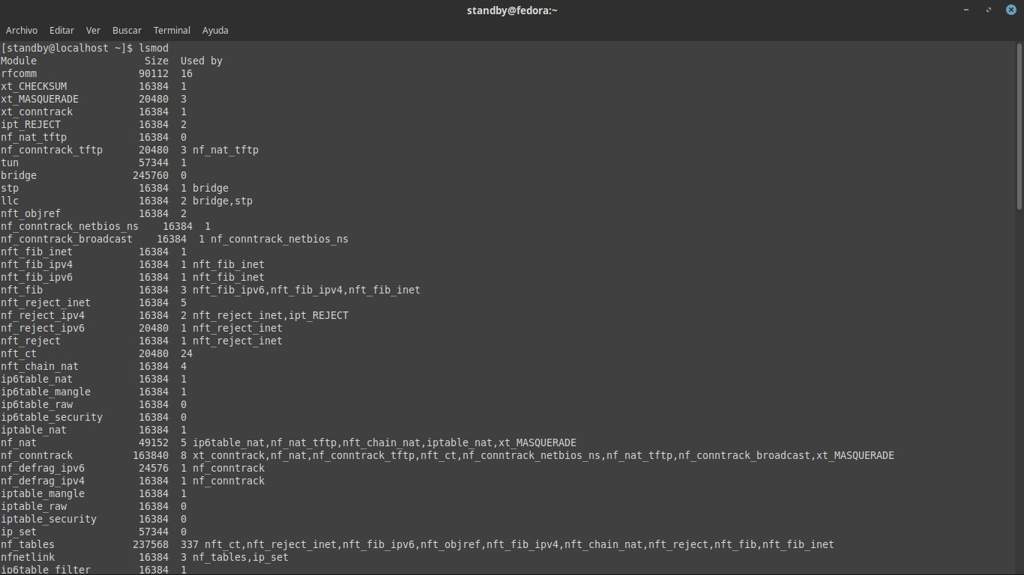 standby@fedora:~
Archivo Editar Ver Buscar Terminal Ayuda
[standby@localhost ~]$ lsmod
Module                  Size  Used by
rfcomm                 90112  16
xt_CHECKSUM            16384  1
xt_MASQUERADE          20480  3
xt_conntrack           16384  1
ipt_REJECT             16384  2
nf_nat_tftp            16384  0
nf_conntrack_tftp      20480  3 nf_nat_tftp
tun                    57344  1
bridge                245760  0
stp                    16384  1 bridge
llc                    16384  2 bridge,stp
nft_objref             16384  2
nf_conntrack_netbios_ns    16384  1
nf_conntrack_broadcast    16384  1 nf_conntrack_netbios_ns
nft_fib_inet           16384  1
nft_fib_ipv4           16384  1 nft_fib_inet
nft_fib_ipv6           16384  1 nft_fib_inet
nft_fib                16384  3 nft_fib_ipv6,nft_fib_ipv4,nft_fib_inet
nft_reject_inet        16384  5
nf_reject_ipv4         16384  2 nft_reject_inet,ipt_REJECT
nf_reject_ipv6         20480  1 nft_reject_inet
nft_reject             16384  1 nft_reject_inet
nft_ct                 20480  24
nft_chain_nat          16384  4
ip6table_nat           16384  1
ip6table_mangle        16384  1
ip6table_raw           16384  0
ip6table_security      16384  0
iptable_nat            16384  1
nf_nat                 49152  5 ip6table_nat,nf_nat_tftp,nft_chain_nat,iptable_nat,xt_MASQUERADE
nf_conntrack          163840  8 xt_conntrack,nf_nat,nf_conntrack_tftp,nft_ct,nf_conntrack_netbios_ns,nf_nat_tftp,nf_conntrack_broadcast,xt_MASQUERADE
nf_defrag_ipv6         24576  1 nf_conntrack
nf_defrag_ipv4         16384  1 nf_conntrack
iptable_mangle         16384  1
iptable_raw            16384  0
iptable_security       16384  0
ip_set                 57344  0
nf_tables             237568  337 nft_ct,nft_reject_inet,nft_fib_ipv6,nft_objref,nft_fib_ipv4,nft_chain_nat,nft_reject,nft_fib,nft_fib_inet
nfnetlink              16384  3 nf_tables,ip_set
ip6table_filter        16384  1